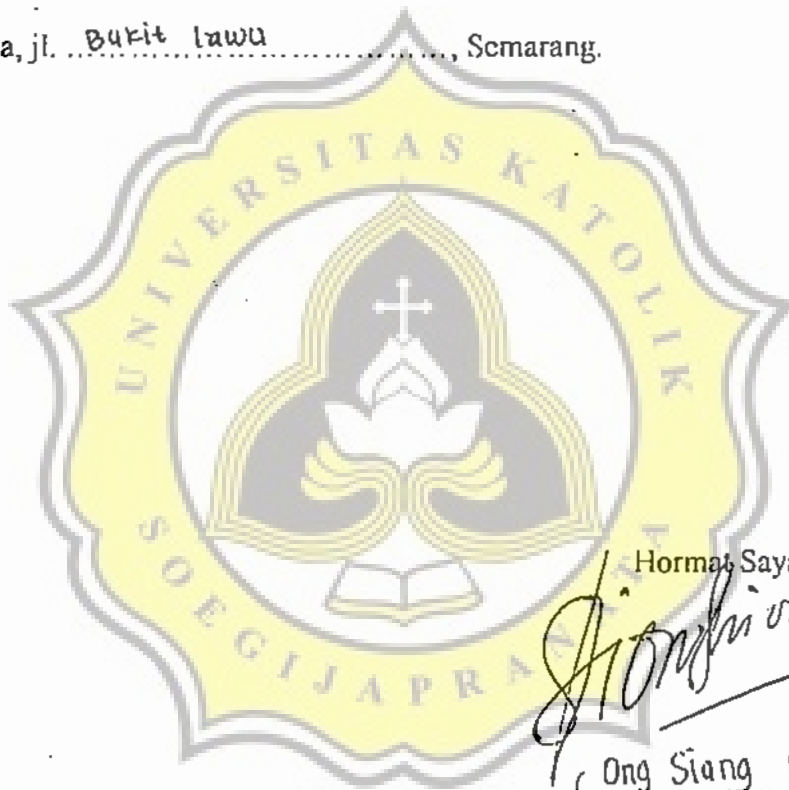 a, jl. ..Bukit lawu......................., Semarang.
UNIVERSITAS KATOLIK
SOEGIJAPRANATA
Hormat Saya
( Ong Siang